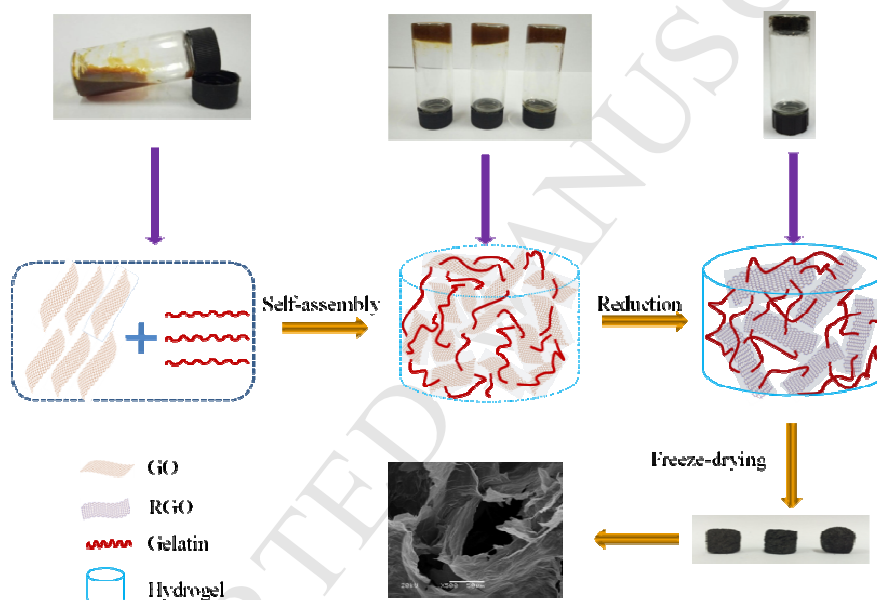 Self-assembly
Reduction
Freeze-drying
GO
RGO
Gelatin
Hydrogel